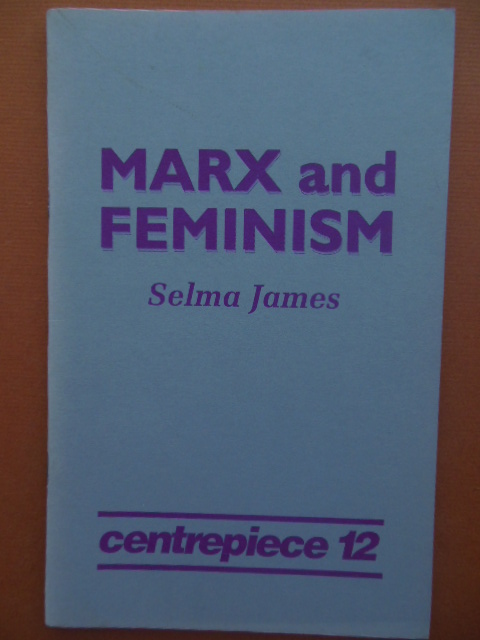 MARX and
FEMINISM
Selma James
centrepiece 12